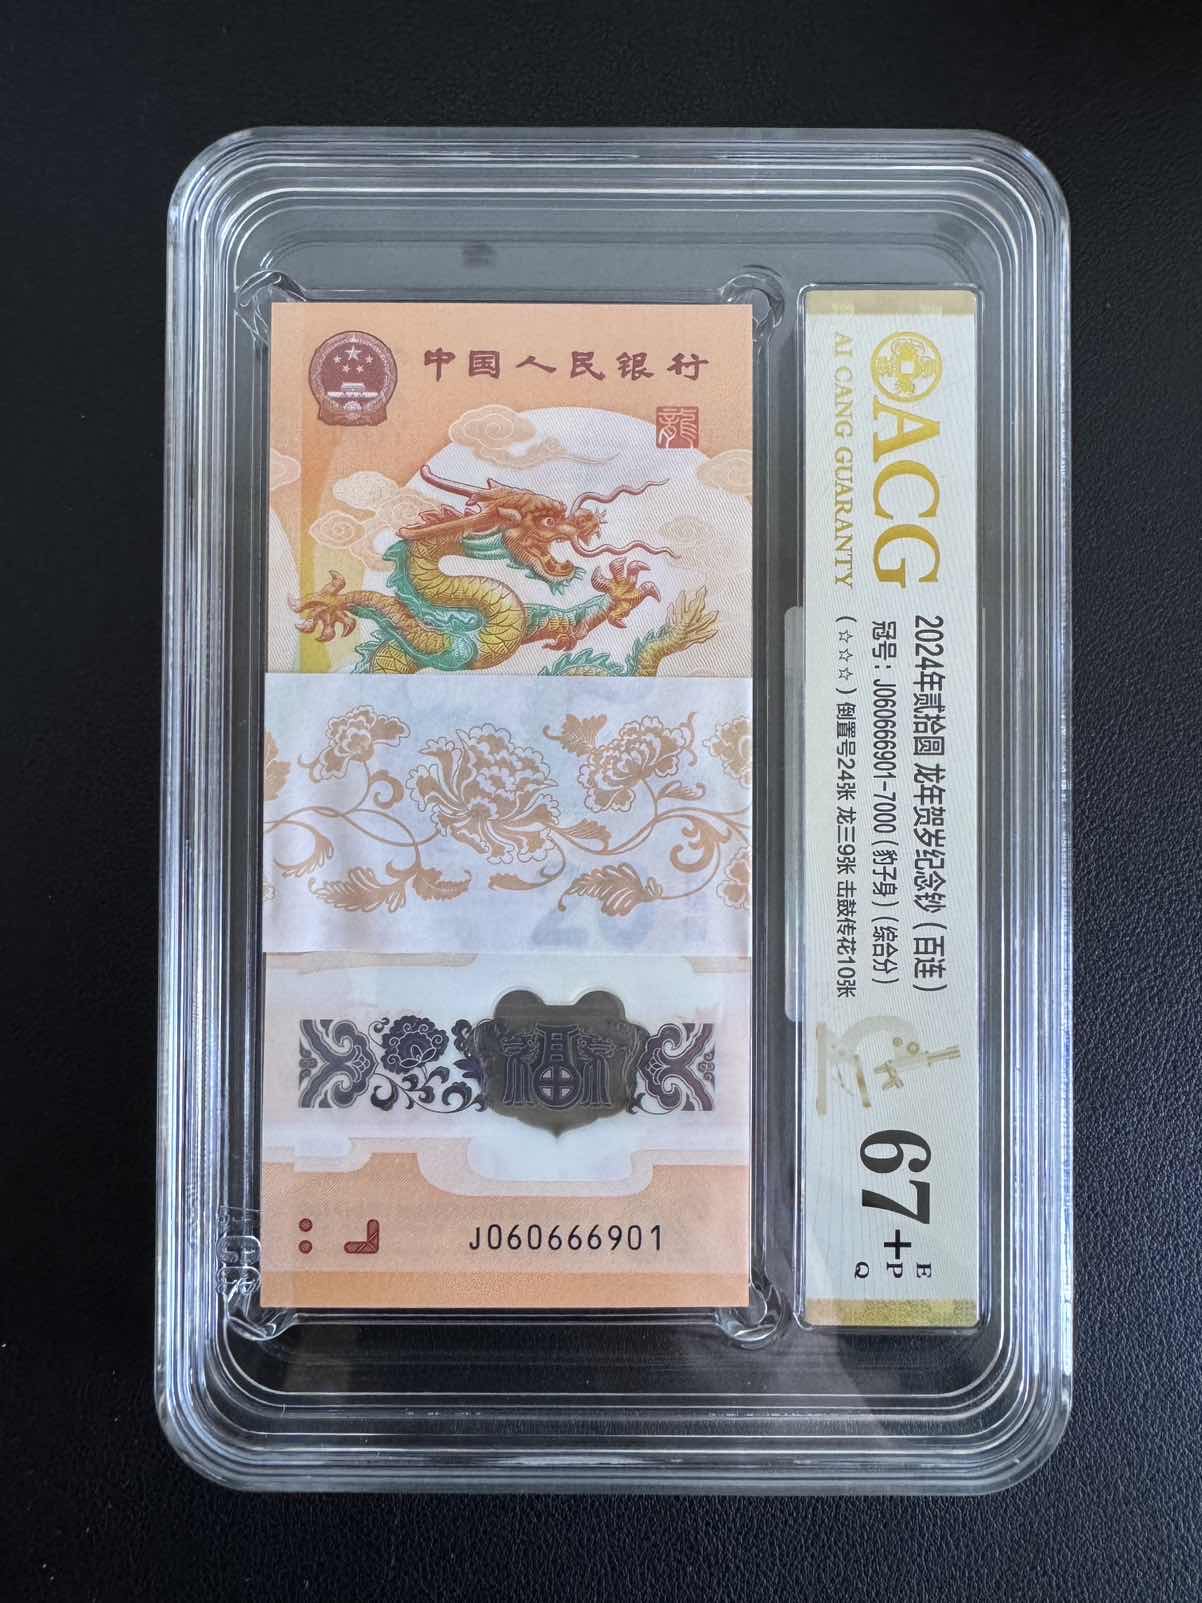 中国人民银行
龍
20
福
J060666901
ACG
AI CANG GUARANTY
2024年贰拾圆 龙年贺岁纪念钞（百连）
冠号：J060666901-7000（豹子身）（综合分）
（☆☆☆）倒置号24张 龙三9张 击鼓传花10张
67+
E
P
Q